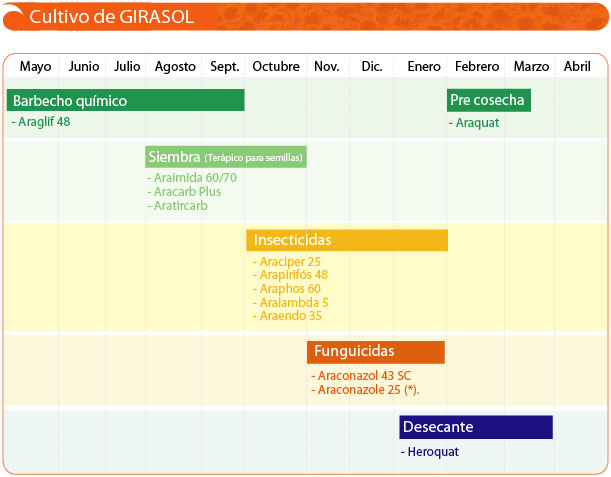 Cultivo de GIRASOL
Mayo Junio Julio Agosto Sept. Octubre Nov. Dic. Enero Febrero Marzo Abril
Barbecho químico
- Araglif 48
Pre cosecha
- Araquat
Siembra (Terápico para semillas)
- Araimida 60/70
- Aracarb Plus
- Aratircarb
Insecticidas
- Araciper 25
- Arapirifós 48
- Araphos 60
- Aralambda 5
- Araendo 35
Funguicidas
- Araconazol 43 SC
- Araconazole 25 (*).
Desecante
- Heroquat